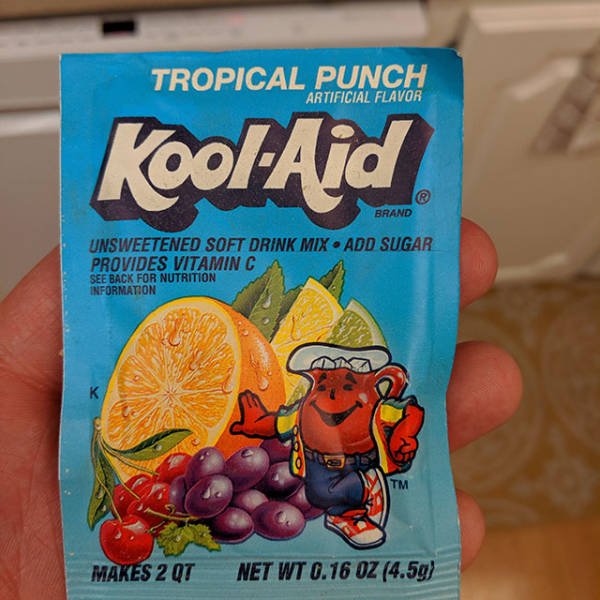 TROPICAL PUNCH
ARTIFICIAL FLAVOR
Kool-Aid®
BRAND
UNSWEETENED SOFT DRINK MIX • ADD SUGAR
PROVIDES VITAMIN C
SEE BACK FOR NUTRITION
INFORMATION
K
TM
MAKES 2 QT NET WT 0.16 OZ (4.5g)